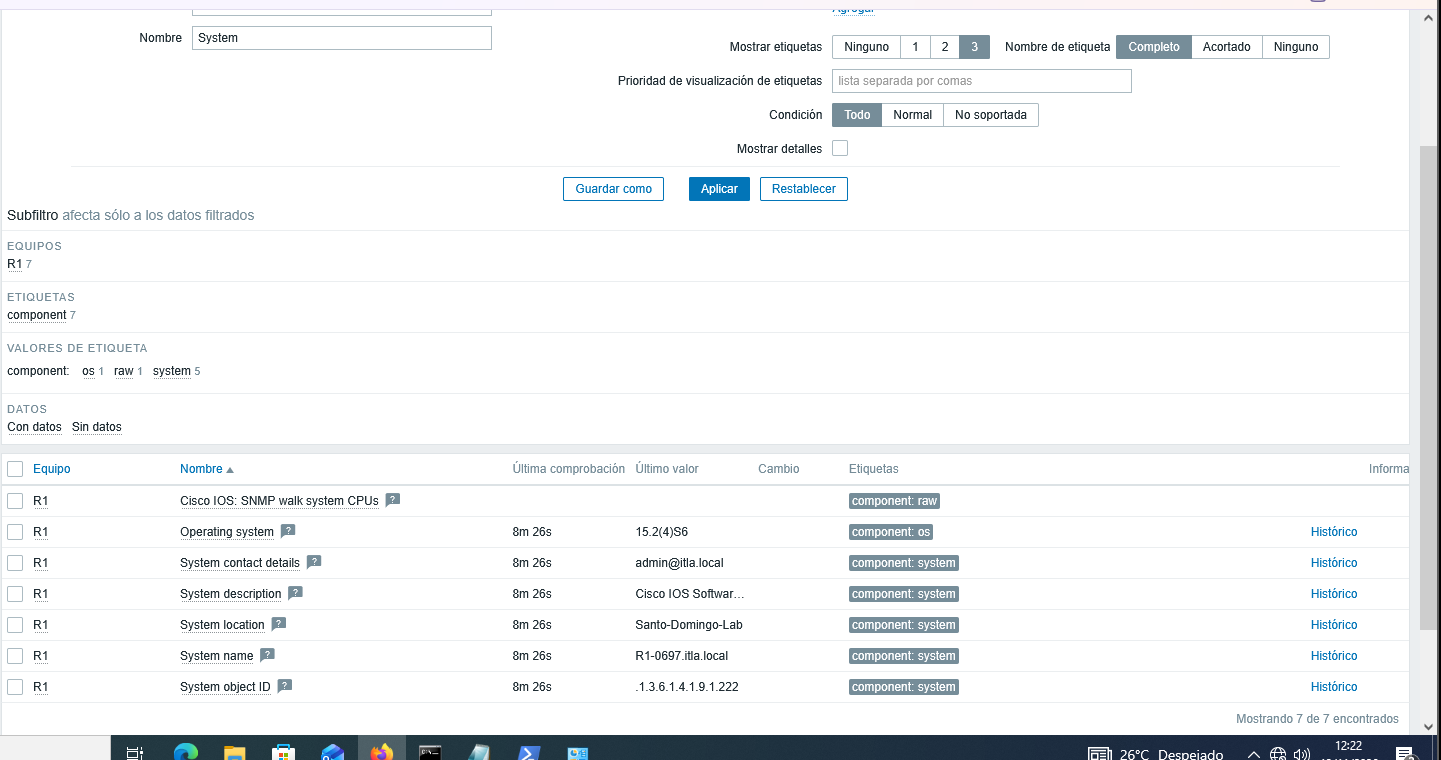 Agregar
Nombre System
Mostrar etiquetas Ninguno 1 2 3 Nombre de etiqueta Completo Acortado Ninguno
Prioridad de visualización de etiquetas lista separada por comas
Condición Todo Normal No soportada
Mostrar detalles
Guardar como Aplicar Restablecer
Subfiltro afecta sólo a los datos filtrados
EQUIPOS
R1 7
ETIQUETAS
component 7
VALORES DE ETIQUETA
component: os 1 raw 1 system 5
DATOS
Con datos Sin datos
Equipo Nombre Última comprobación Último valor Cambio Etiquetas Informa
R1 Cisco IOS: SNMP walk system CPUs ? component: raw
R1 Operating system ? 8m 26s 15.2(4)S6 component: os Histórico
R1 System contact details ? 8m 26s admin@itla.local component: system Histórico
R1 System description ? 8m 26s Cisco IOS Softwar... component: system Histórico
R1 System location ? 8m 26s Santo-Domingo-Lab component: system Histórico
R1 System name ? 8m 26s R1-0697.itla.local component: system Histórico
R1 System object ID ? 8m 26s .1.3.6.1.4.1.9.1.222 component: system Histórico
Mostrando 7 de 7 encontrados
26°C Despejado 12:22